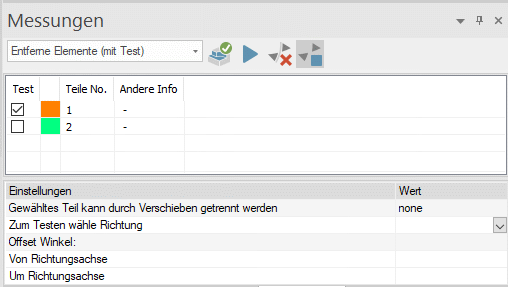 Messungen
Entferne Elemente (mit Test)
Test Teile No. Andere Info
1 -
2 -
Einstellungen Wert
Gewähltes Teil kann durch Verschieben getrennt werden none
Zum Testen wähle Richtung
Offset Winkel:
Von Richtungsachse
Um Richtungsachse